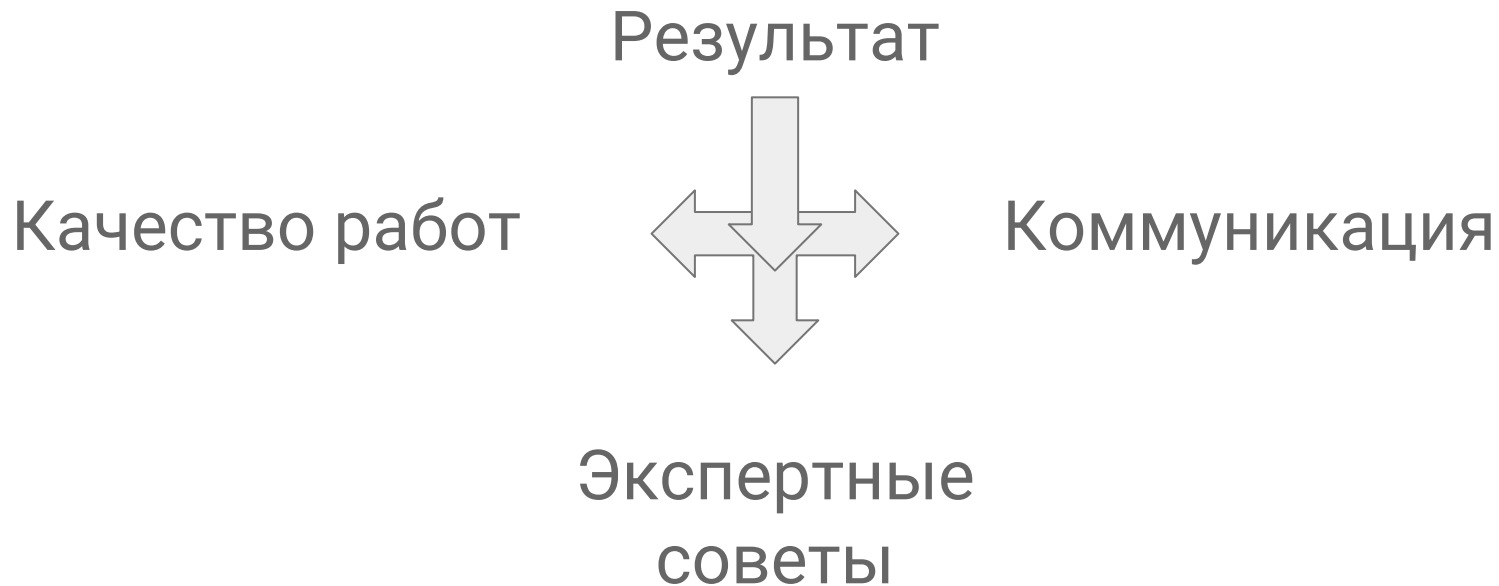 Результат
Качество работ
Коммуникация
Экспертные
советы